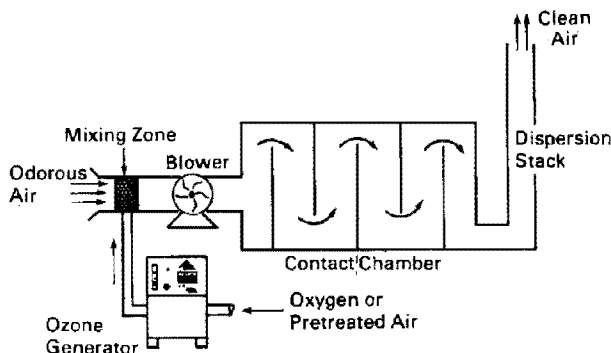 Clean
Air
Mixing Zone
Blower
Dispersion
Stack
Odorous
Air
Contact Chamber
Oxygen or
Pretreated Air
Ozone
Generator